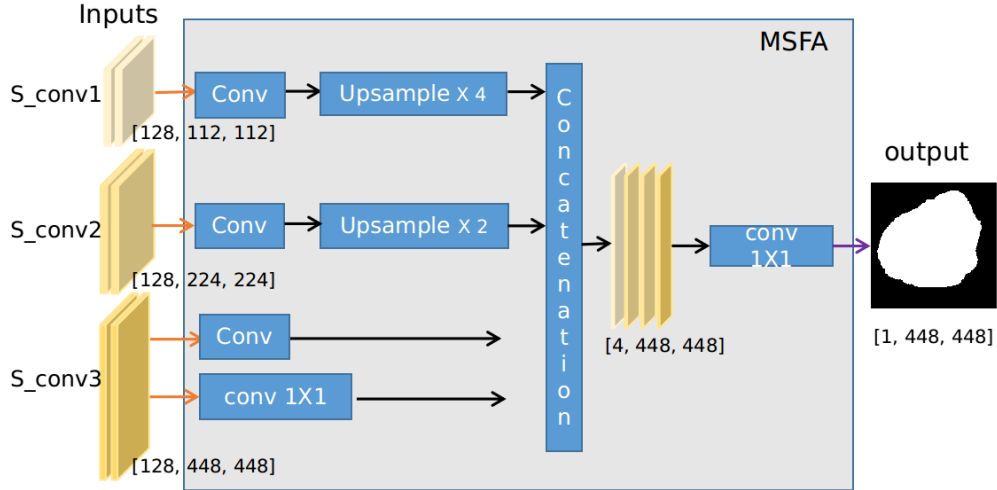 Inputs
MSFA
S_conv1
Conv
Upsample X 4
[128, 112, 112]
S_conv2
Conv
Upsample X 2
[128, 224, 224]
S_conv3
Conv
conv 1X1
[128, 448, 448]
Concatenation
[4, 448, 448]
conv
1X1
output
[1, 448, 448]